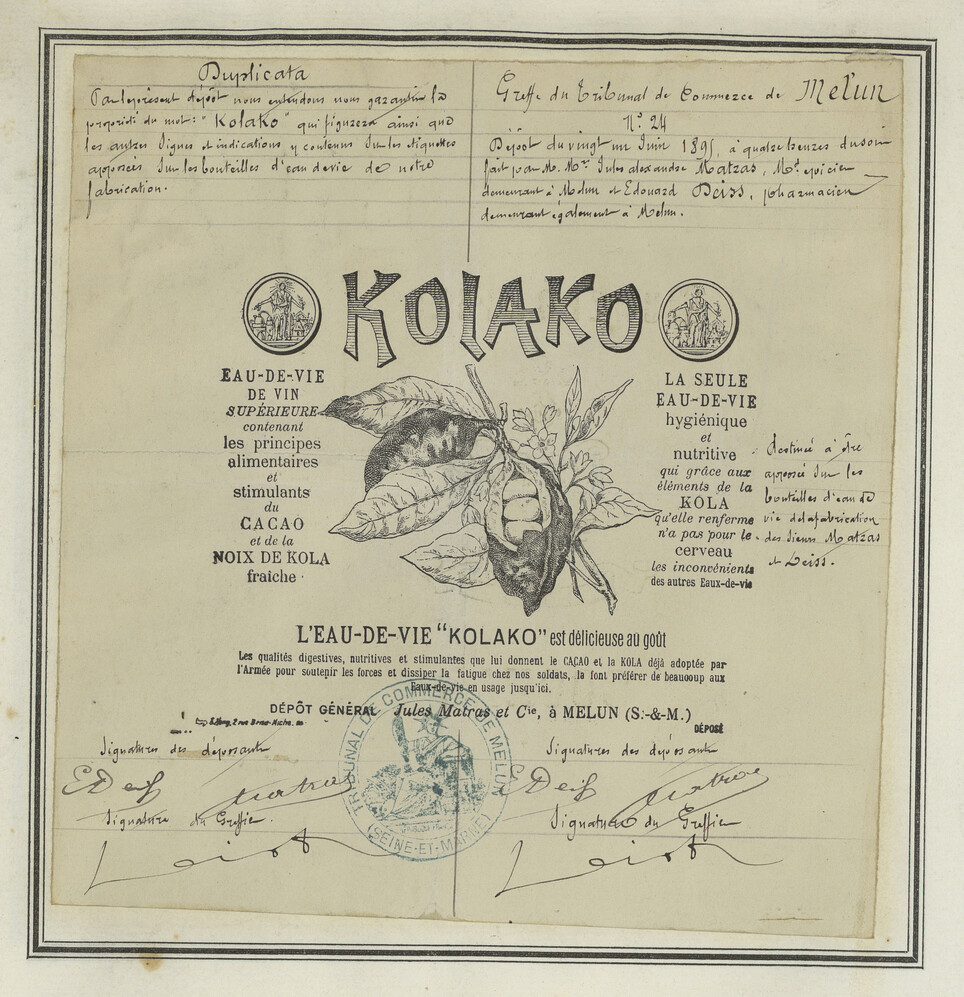 Duplicata
Par le présent dépôt nous entendons nous garantir la
propriété du mot: "Kolako" qui figurera ainsi que
les autres signes et indications y contenus sur les etiquettes
apposées sur les bouteilles d'eau de vie de notre
fabrication.
Greffe du Tribunal de Commerce de Melun
N.º 24
Dépôt du vingt un Juin 1895, à quatre heures du soir
fait par M. Mr. Jules alexandre Matras, Md. épicier
demeurant à Melun et Edouard Deiss, pharmacien
demeurant également à Melun.
KOLAKO
EAU-DE-VIE
DE VIN
SUPÉRIEURE
contenant
les principes
alimentaires
et
stimulants
du
CACAO
et de la
NOIX DE KOLA
fraiche
LA SEULE
EAU-DE-VIE
hygiénique
et
nutritive
qui grâce aux
éléments de la
KOLA
qu'elle renferme
n'a pas pour le
cerveau
les inconvénients
des autres Eaux-de-vie
Destinée à être
apposée sur les
bouteilles d'eau de
vie de la fabrication
des Sieurs Matras
et Deiss.
L'EAU-DE-VIE "KOLAKO" est délicieuse au goût
Les qualités digestives, nutritives et stimulantes que lui donnent le CACAO et la KOLA déjà adoptée par
l'Armée pour soutenir les forces et dissiper la fatigue chez nos soldats, la font préférer de beaucoup aux
Eaux-de-vie en usage jusqu'ici.
DÉPÔT GÉNÉRAL Jules Matras et Cie, à MELUN (S.-&-M.)
DÉPOSÉ
Signatures des déposants
Signatures des déposants
E Deiss Matras
E Deiss Matras
Signature du Greffier.
Signature du Greffier
TRIBUNAL DE COMMERCE DE MELUN
(SEINE-ET-MARNE)